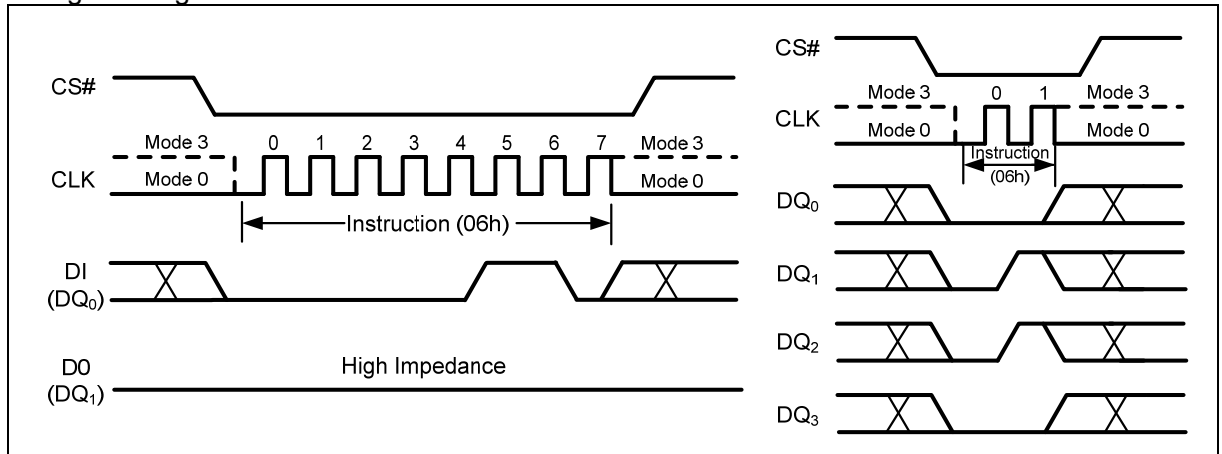 CS#
Mode 3 0 1 2 3 4 5 6 7 Mode 3
CLK Mode 0 Mode 0
Instruction (06h)
DI
(DQ0)
D0
(DQ1)
High Impedance
CS#
Mode 3 0 1 Mode 3
CLK
Mode 0 Mode 0
Instruction
(06h)
DQ0
DQ1
DQ2
DQ3